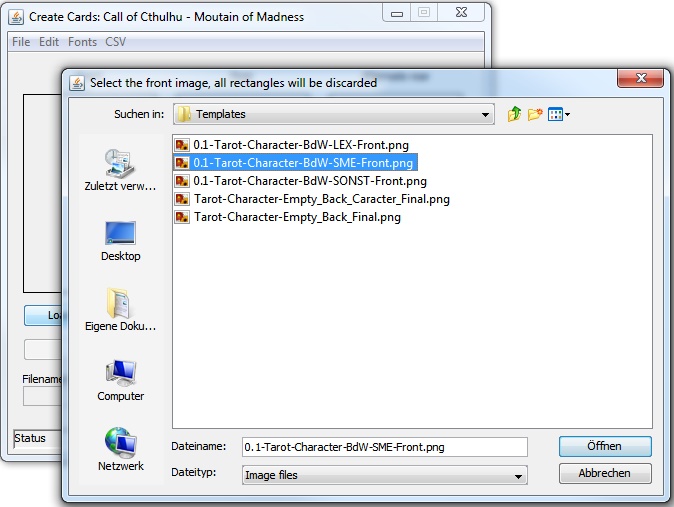 Create Cards: Call of Cthulhu - Moutain of Madness
File Edit Fonts CSV
Select the front image, all rectangles will be discarded
Suchen in: Templates
0.1-Tarot-Character-BdW-LEX-Front.png
0.1-Tarot-Character-BdW-SME-Front.png
0.1-Tarot-Character-BdW-SONST-Front.png
Tarot-Character-Empty_Back_Caracter_Final.png
Tarot-Character-Empty_Back_Final.png
Zuletzt verw...
Desktop
Eigene Doku...
Computer
Netzwerk
Filename
Status
Dateiname: 0.1-Tarot-Character-BdW-SME-Front.png
Öffnen
Dateityp: Image files
Abbrechen